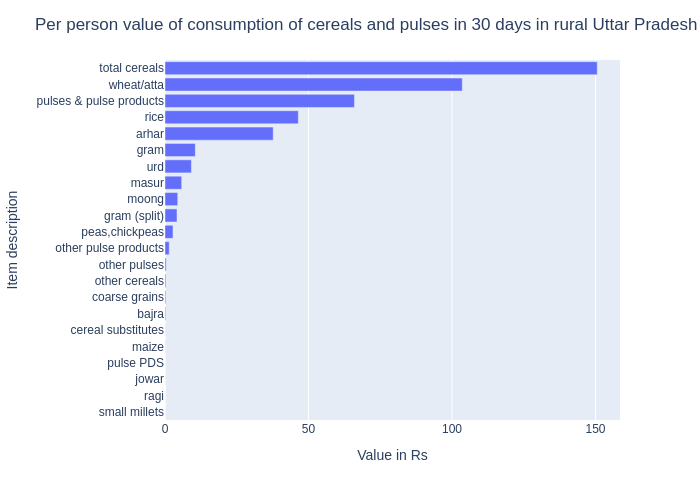 Per person value of consumption of cereals and pulses in 30 days in rural Uttar Pradesh
total cereals
wheat/atta
pulses & pulse products
rice
arhar
gram
urd
masur
moong
gram (split)
peas,chickpeas
other pulse products
other pulses
other cereals
coarse grains
bajra
cereal substitutes
maize
pulse PDS
jowar
ragi
small millets
0 50 100 150
Value in Rs
Item description